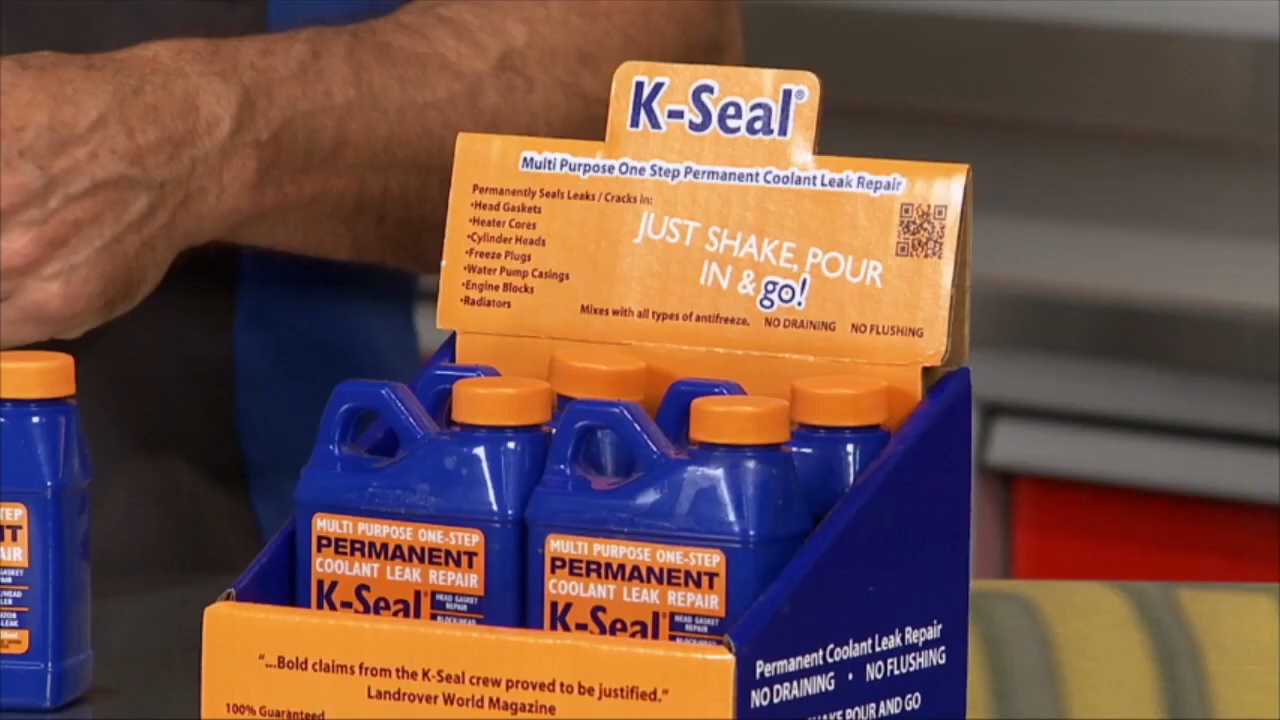 K-Seal®
Multi Purpose One Step Permanent Coolant Leak Repair
Permanently Seals Leaks / Cracks in:
•Head Gaskets
•Heater Cores
•Cylinder Heads
•Freeze Plugs
•Water Pump Casings
•Engine Blocks
•Radiators
JUST SHAKE, POUR
IN & go!
Mixes with all types of antifreeze. NO DRAINING NO FLUSHING
MULTI PURPOSE ONE-STEP
PERMANENT
COOLANT LEAK REPAIR
K-Seal®
HEAD GASKET
REPAIR
MULTI PURPOSE ONE-STEP
PERMANENT
COOLANT LEAK REPAIR
K-Seal®
HEAD GASKET
REPAIR
"...Bold claims from the K-Seal crew proved to be justified."
Landrover World Magazine
100% Guaranteed
Permanent Coolant Leak Repair
NO DRAINING • NO FLUSHING
SHAKE POUR AND GO